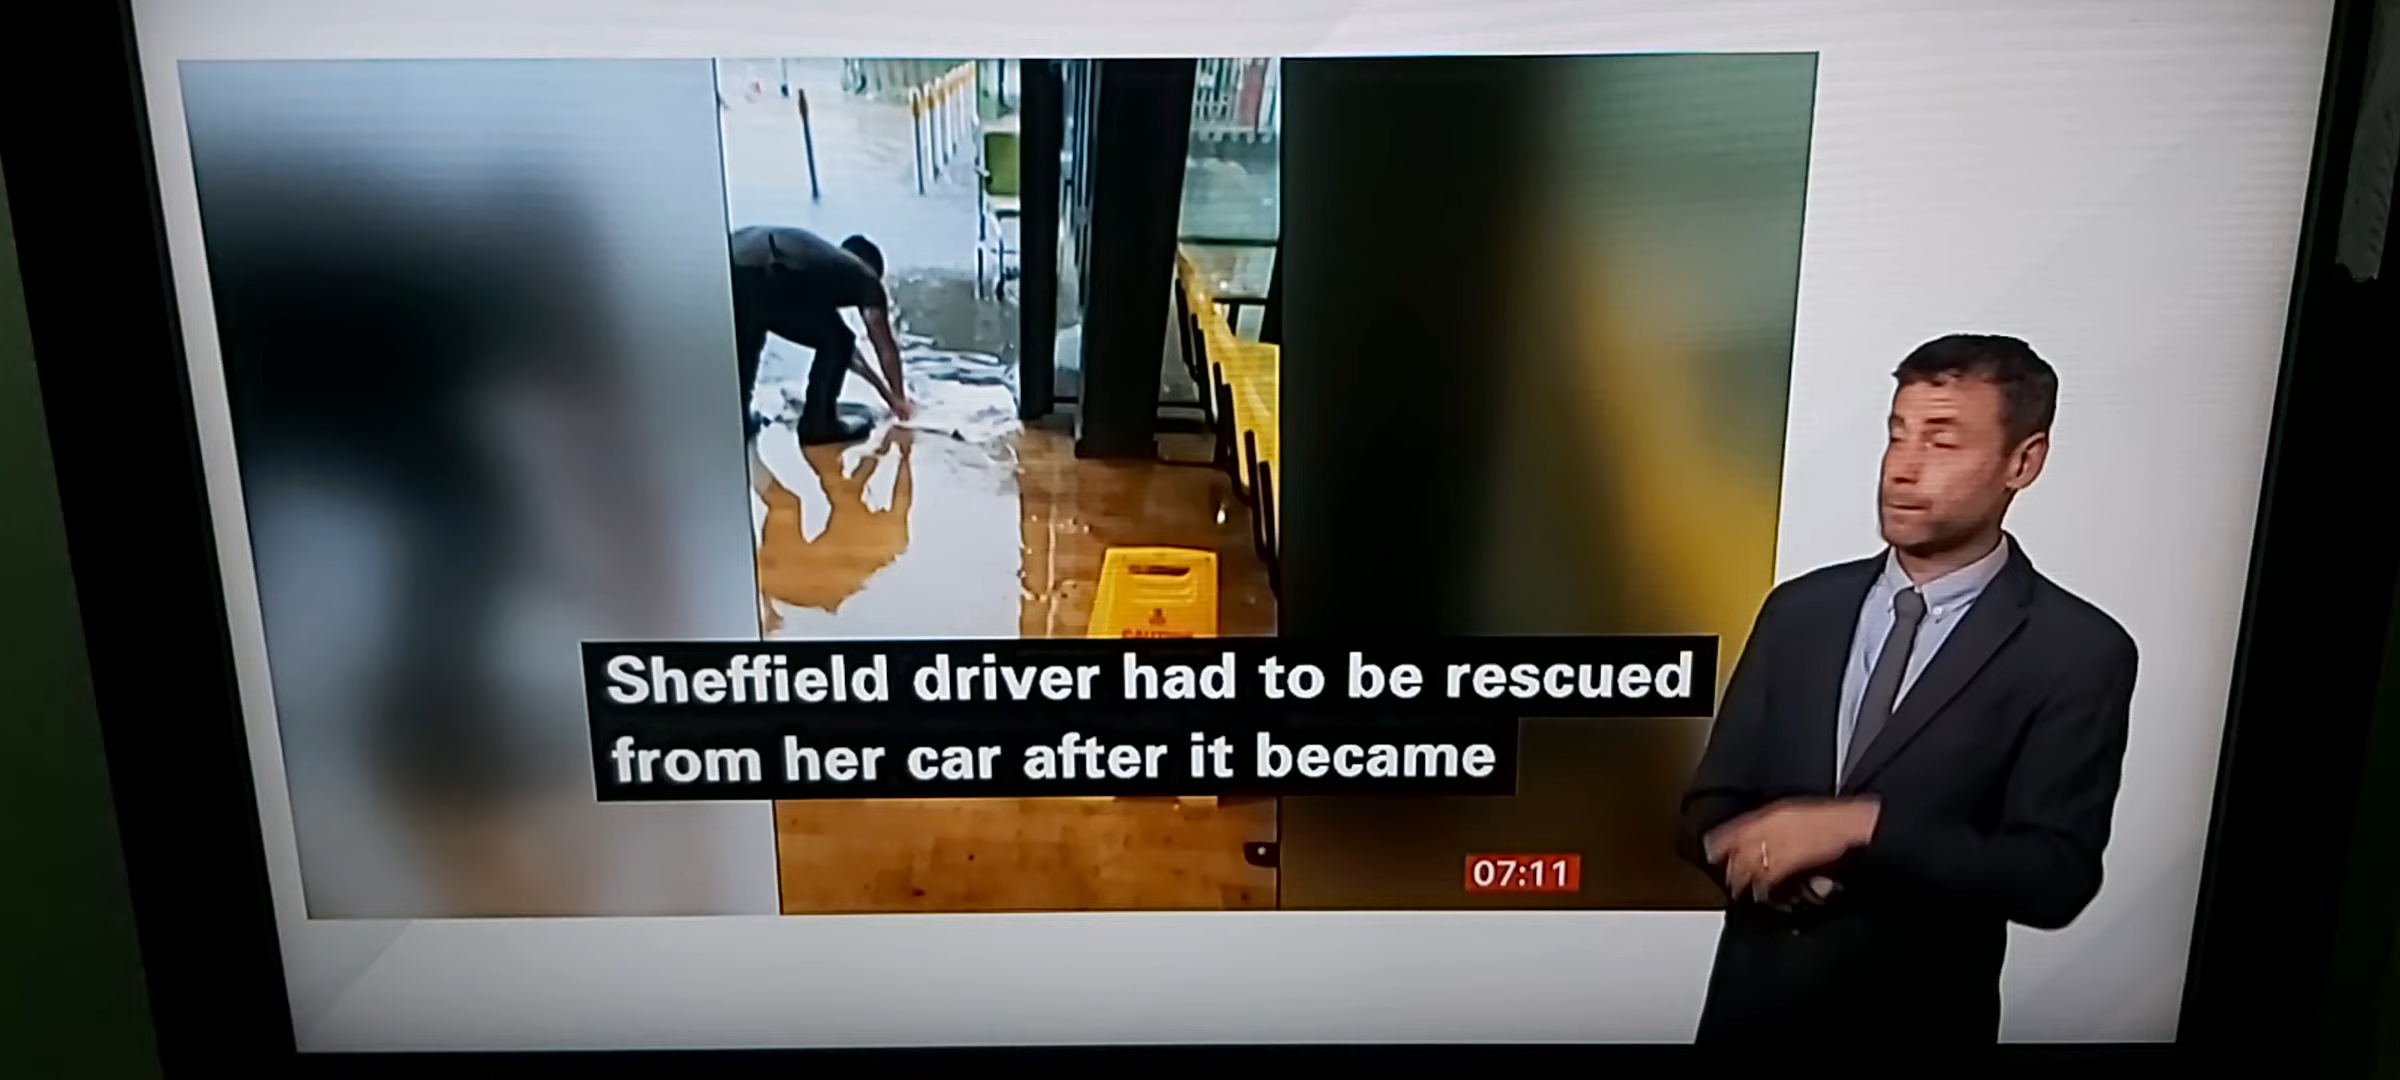 Sheffield driver had to be rescued
from her car after it became
07:11